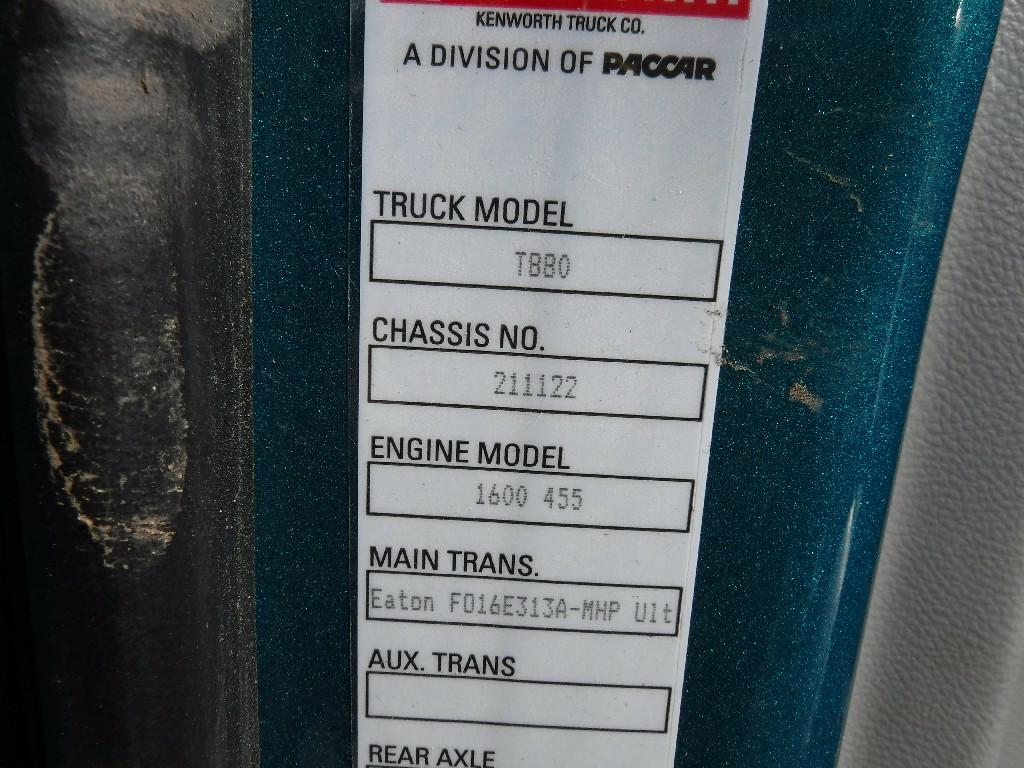 KENWORTH TRUCK CO.
A DIVISION OF PACCAR
TRUCK MODEL
T880
CHASSIS NO.
211122
ENGINE MODEL
1600 455
MAIN TRANS.
Eaton FO16E313A-MHP Ult
AUX. TRANS
REAR AXLE